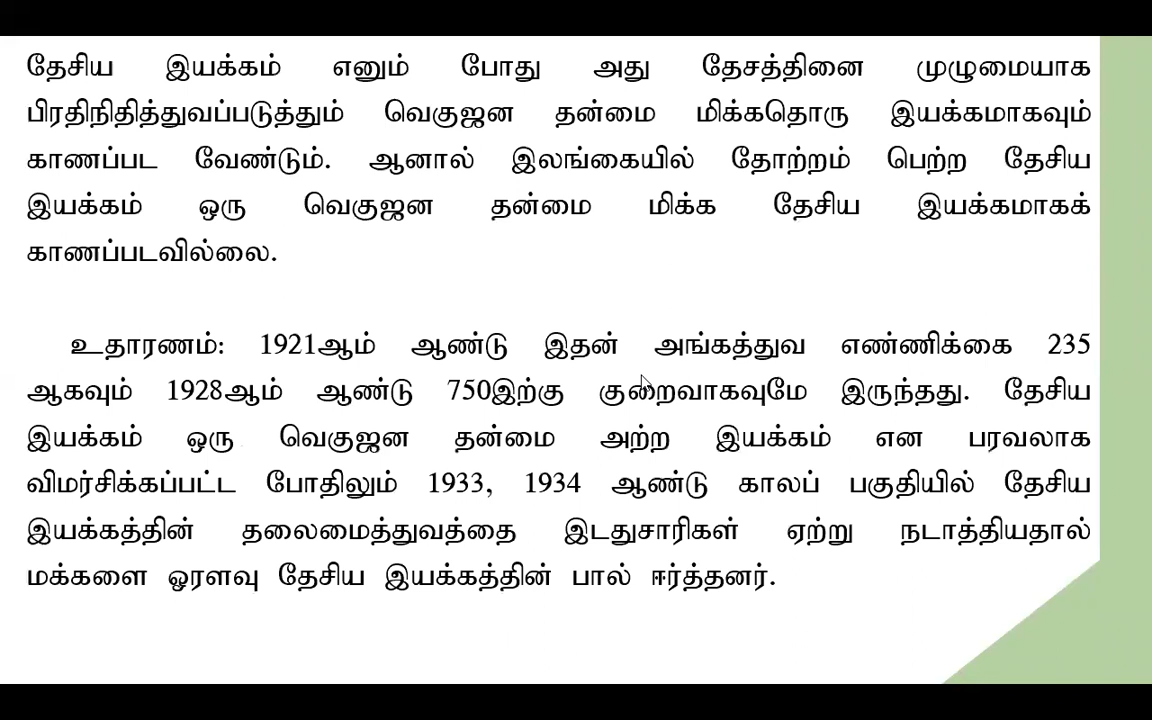 தேசிய இயக்கம் எனும் போது அது தேசத்தினை முழுமையாக
பிரதிநிதித்துவப்படுத்தும் வெகுஜன தன்மை மிக்கதொரு இயக்கமாகவும்
காணப்பட வேண்டும். ஆனால் இலங்கையில் தோற்றம் பெற்ற தேசிய
இயக்கம் ஒரு வெகுஜன தன்மை மிக்க தேசிய இயக்கமாகக்
காணப்படவில்லை.
உதாரணம்: 1921ஆம் ஆண்டு இதன் அங்கத்துவ எண்ணிக்கை 235
ஆகவும் 1928ஆம் ஆண்டு 750இற்கு குறைவாகவுமே இருந்தது. தேசிய
இயக்கம் ஒரு வெகுஜன தன்மை அற்ற இயக்கம் என பரவலாக
விமர்சிக்கப்பட்ட போதிலும் 1933, 1934 ஆண்டு காலப் பகுதியில் தேசிய
இயக்கத்தின் தலைமைத்துவத்தை இடதுசாரிகள் ஏற்று நடாத்தியதால்
மக்களை ஓரளவு தேசிய இயக்கத்தின் பால் ஈர்த்தனர்.